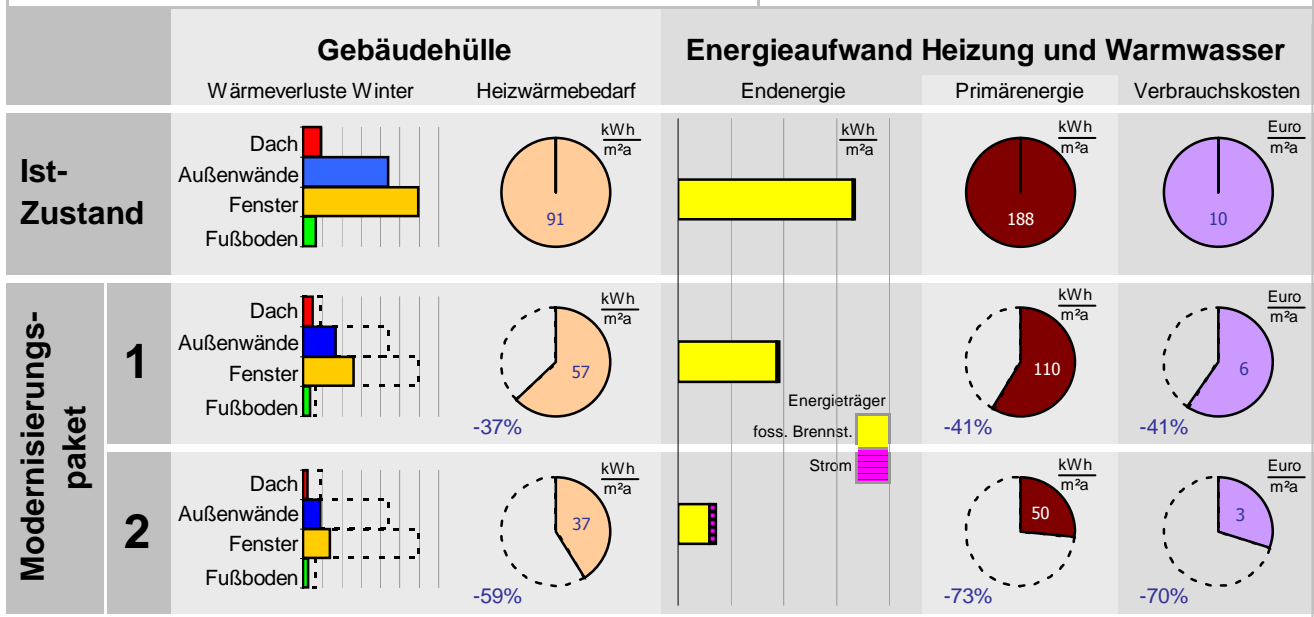 Gebäudehülle
Energieaufwand Heizung und Warmwasser
Wärmeverluste Winter
Heizwärmebedarf
Endenergie
Primärenergie
Verbrauchskosten
Ist-
Zustand
Dach
Außenwände
Fenster
Fußboden
kWh
m²a
91
kWh
m²a
kWh
m²a
188
Euro
m²a
10
Modernisierungs-
paket
1
Dach
Außenwände
Fenster
Fußboden
kWh
m²a
57
-37%
Energieträger
foss. Brennst.
Strom
kWh
m²a
110
-41%
Euro
m²a
6
-41%
2
Dach
Außenwände
Fenster
Fußboden
kWh
m²a
37
-59%
kWh
m²a
50
-73%
Euro
m²a
3
-70%